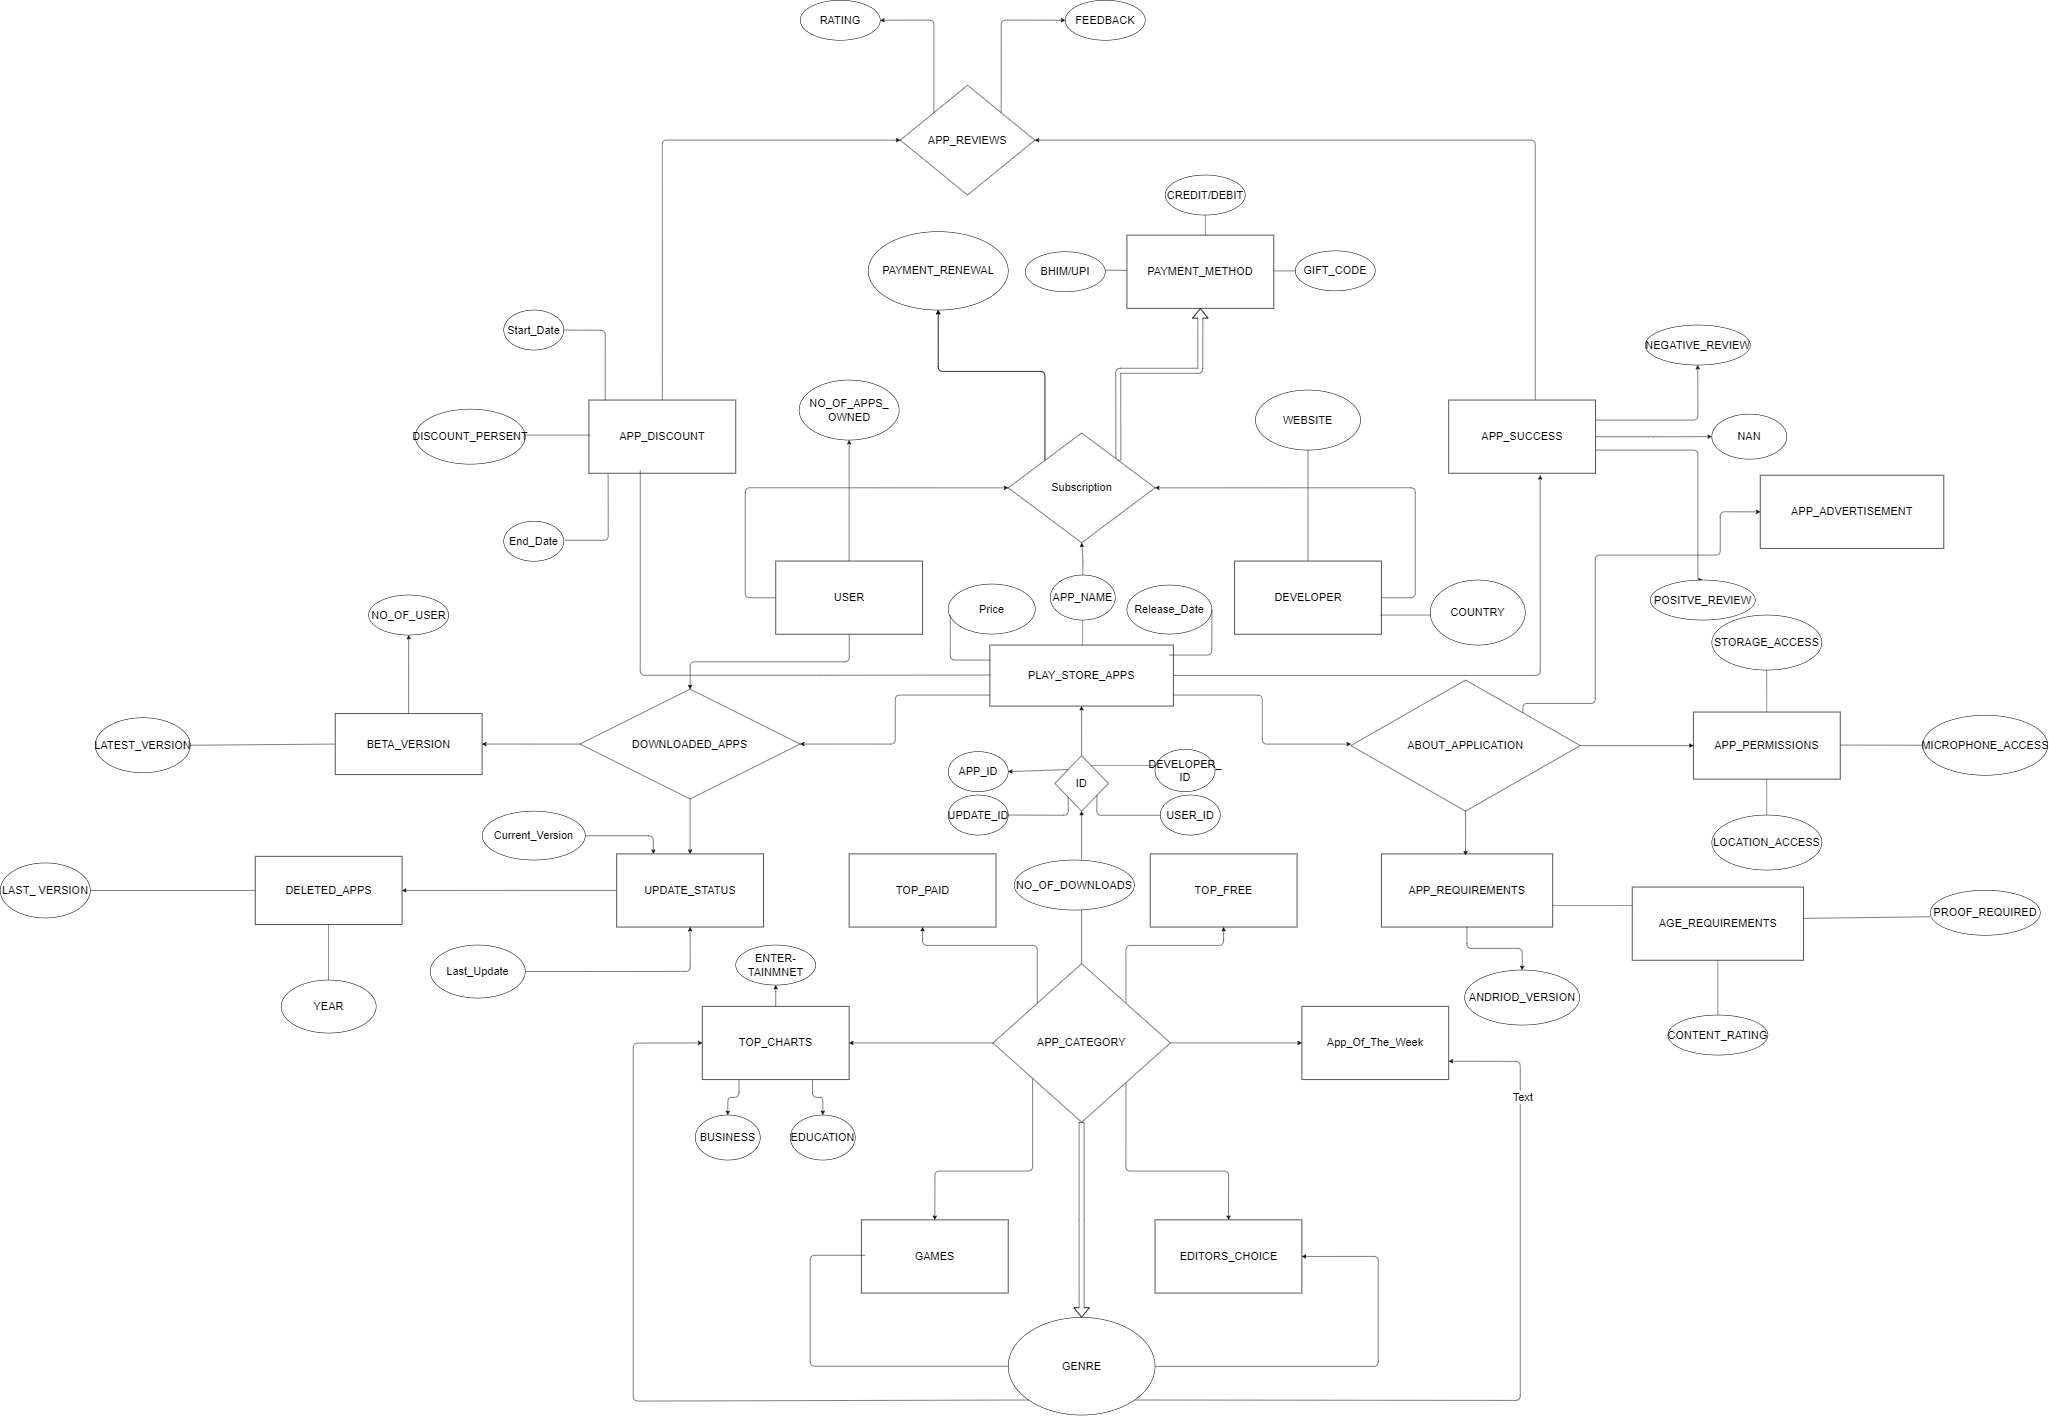 RATING
FEEDBACK
APP_REVIEWS
CREDIT/DEBIT
PAYMENT_RENEWAL
BHIM/UPI
PAYMENT_METHOD
GIFT_CODE
Start_Date
NEGATIVE_REVIEW
NO_OF_APPS_
OWNED
WEBSITE
DISCOUNT_PERSENT
APP_DISCOUNT
APP_SUCCESS
NAN
Subscription
APP_ADVERTISEMENT
End_Date
USER
APP_NAME
DEVELOPER
POSITVE_REVIEW
Price
Release_Date
COUNTRY
NO_OF_USER
STORAGE_ACCESS
PLAY_STORE_APPS
LATEST_VERSION
BETA_VERSION
DOWNLOADED_APPS
ABOUT_APPLICATION
APP_PERMISSIONS
MICROPHONE_ACCESS
APP_ID
ID
DEVELOPER_
ID
UPDATE_ID
USER_ID
Current_Version
LOCATION_ACCESS
LAST_ VERSION
DELETED_APPS
UPDATE_STATUS
TOP_PAID
NO_OF_DOWNLOADS
TOP_FREE
APP_REQUIREMENTS
AGE_REQUIREMENTS
PROOF_REQUIRED
Last_Update
ENTER-
TAINMNET
YEAR
ANDRIOD_VERSION
CONTENT_RATING
TOP_CHARTS
APP_CATEGORY
App_Of_The_Week
Text
BUSINESS
EDUCATION
GAMES
EDITORS_CHOICE
GENRE